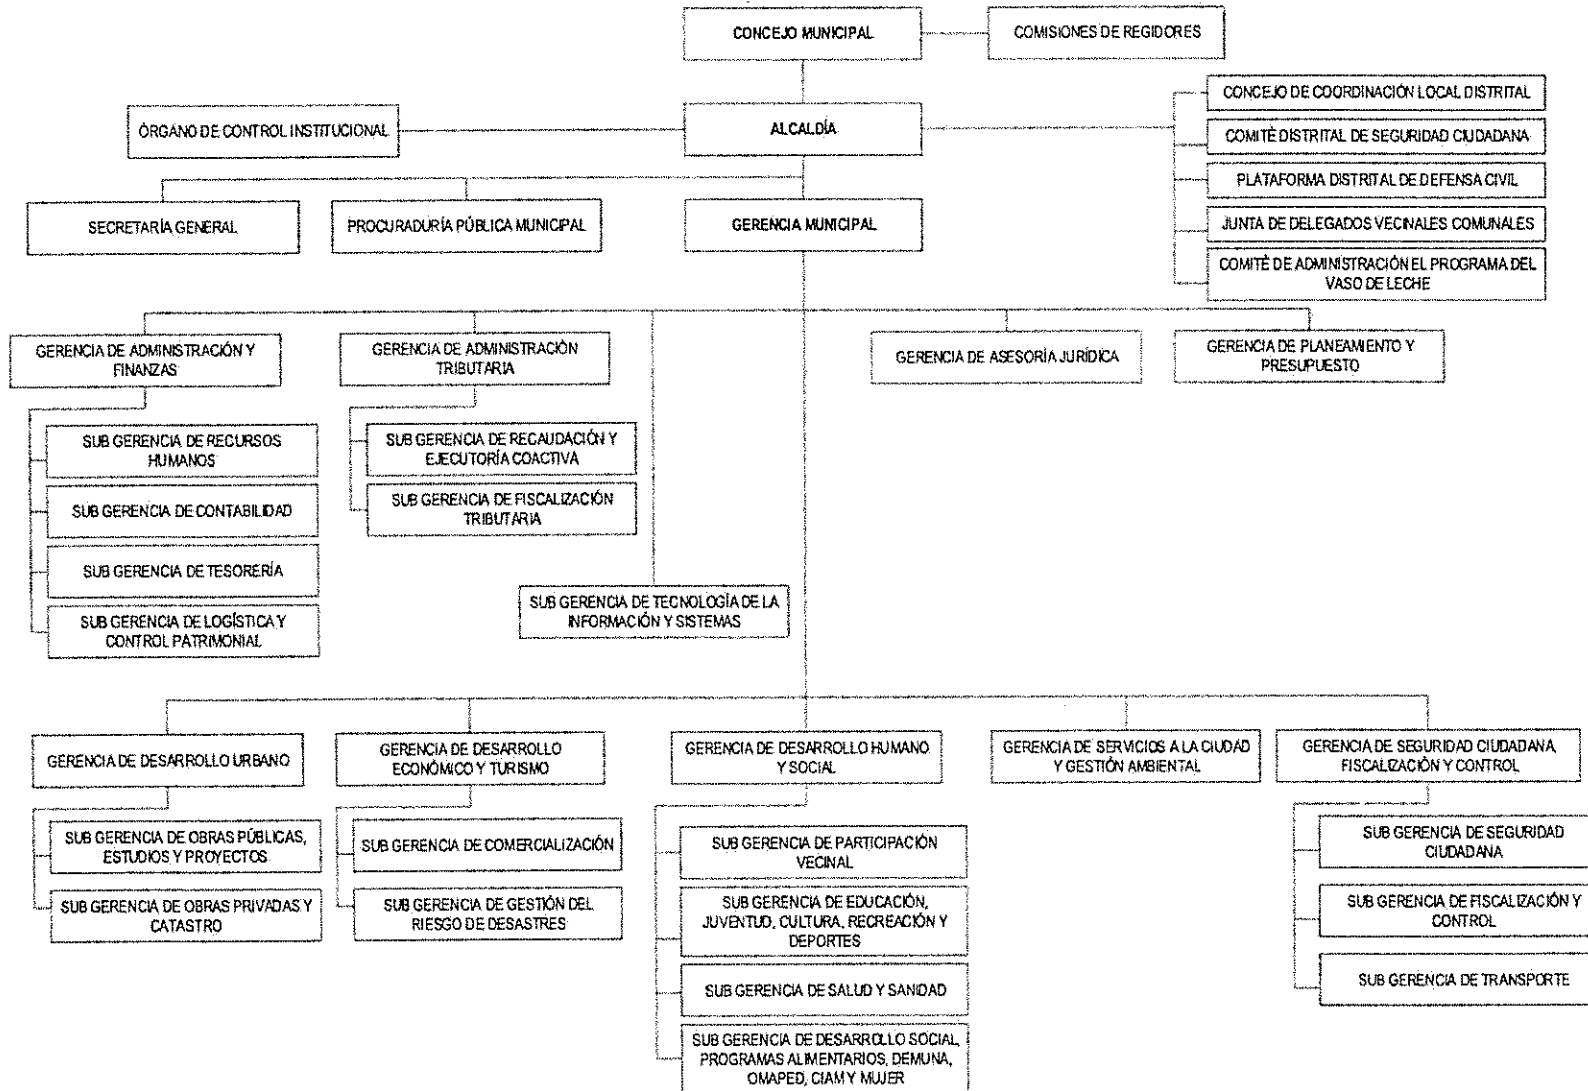 CONCEJO MUNICIPAL
COMISIONES DE REGIDORES
ÓRGANO DE CONTROL INSTITUCIONAL
ALCALDÍA
CONCEJO DE COORDINACIÓN LOCAL DISTRITAL
COMITÉ DISTRITAL DE SEGURIDAD CIUDADANA
PLATAFORMA DISTRITAL DE DEFENSA CIVIL
JUNTA DE DELEGADOS VECINALES COMUNALES
COMITÉ DE ADMINISTRACIÓN EL PROGRAMA DEL
VASO DE LECHE
SECRETARÍA GENERAL
PROCURADURÍA PÚBLICA MUNICIPAL
GERENCIA MUNICIPAL
GERENCIA DE ADMINISTRACIÓN Y
FINANZAS
GERENCIA DE ADMINISTRACIÓN
TRIBUTARIA
GERENCIA DE ASESORÍA JURÍDICA
GERENCIA DE PLANEAMIENTO Y
PRESUPUESTO
SUB GERENCIA DE RECURSOS
HUMANOS
SUB GERENCIA DE CONTABILIDAD
SUB GERENCIA DE TESORERÍA
SUB GERENCIA DE LOGÍSTICA Y
CONTROL PATRIMONIAL
SUB GERENCIA DE RECAUDACIÓN Y
EJECUTORÍA COACTIVA
SUB GERENCIA DE FISCALIZACIÓN
TRIBUTARIA
SUB GERENCIA DE TECNOLOGÍA DE LA
INFORMACIÓN Y SISTEMAS
GERENCIA DE DESARROLLO URBANO
GERENCIA DE DESARROLLO
ECONÓMICO Y TURISMO
GERENCIA DE DESARROLLO HUMANO
Y SOCIAL
GERENCIA DE SERVICIOS A LA CIUDAD
Y GESTIÓN AMBIENTAL
GERENCIA DE SEGURIDAD CIUDADANA,
FISCALIZACIÓN Y CONTROL
SUB GERENCIA DE OBRAS PÚBLICAS,
ESTUDIOS Y PROYECTOS
SUB GERENCIA DE OBRAS PRIVADAS Y
CATASTRO
SUB GERENCIA DE COMERCIALIZACIÓN
SUB GERENCIA DE GESTIÓN DEL
RIESGO DE DESASTRES
SUB GERENCIA DE PARTICIPACIÓN
VECINAL
SUB GERENCIA DE EDUCACIÓN,
JUVENTUD, CULTURA, RECREACIÓN Y
DEPORTES
SUB GERENCIA DE SALUD Y SANIDAD
SUB GERENCIA DE DESARROLLO SOCIAL,
PROGRAMAS ALIMENTARIOS, DEMUNA,
OMAPED, CIAM Y MUJER
SUB GERENCIA DE SEGURIDAD
CIUDADANA
SUB GERENCIA DE FISCALIZACIÓN Y
CONTROL
SUB GERENCIA DE TRANSPORTE